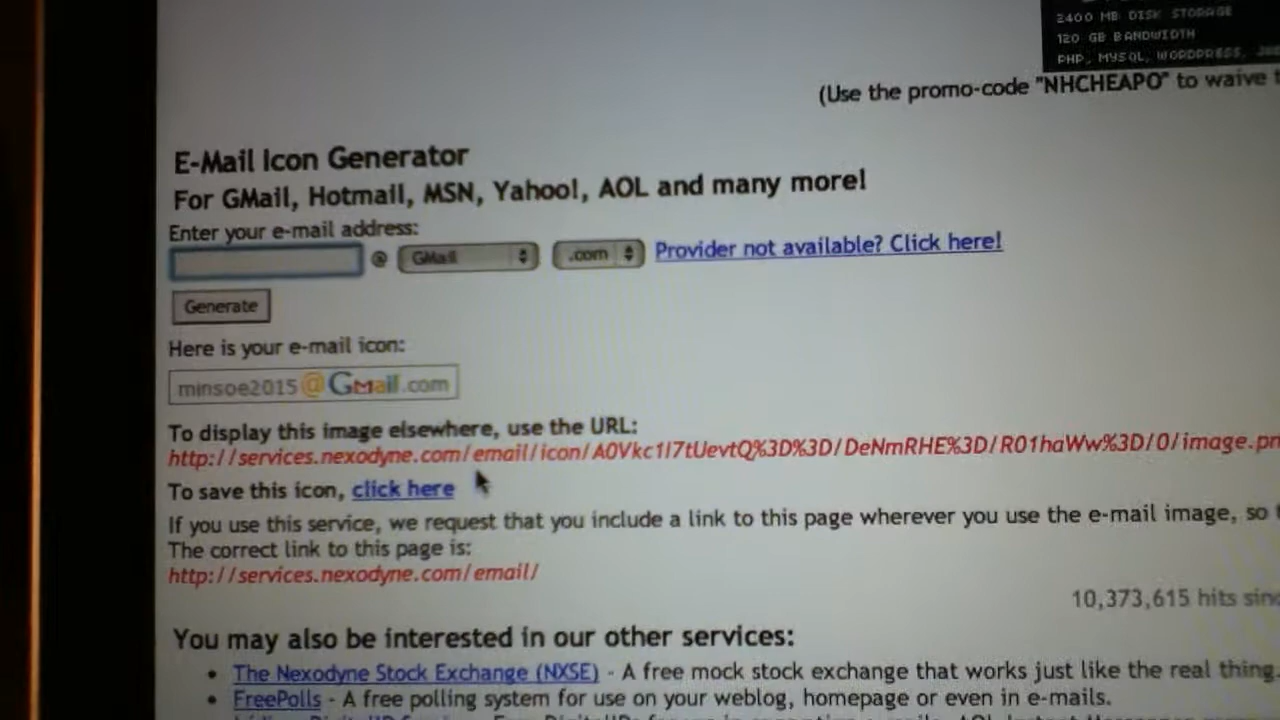 2400 MB DISK STORAGE
120 GB BANDWIDTH
PHP, MYSQL, WORDPRESS,
(Use the promo-code "NHCHEAPO" to waive
E-Mail Icon Generator
For GMail, Hotmail, MSN, Yahoo!, AOL and many more!
Enter your e-mail address:
@ GMail .com Provider not available? Click here!
Generate
Here is your e-mail icon:
minsoe2015@GMail.com
To display this image elsewhere, use the URL:
http://services.nexodyne.com/email/icon/A0Vkc1I7tUevtQ%3D%3D/DeNmRHE%3D/R01haWw%3D/0/image.pn
To save this icon, click here
If you use this service, we request that you include a link to this page wherever you use the e-mail image, so
The correct link to this page is:
http://services.nexodyne.com/email/
10,373,615 hits sinc
You may also be interested in our other services:
• The Nexodyne Stock Exchange (NXSE) - A free mock stock exchange that works just like the real thing.
• FreePolls - A free polling system for use on your weblog, homepage or even in e-mails.